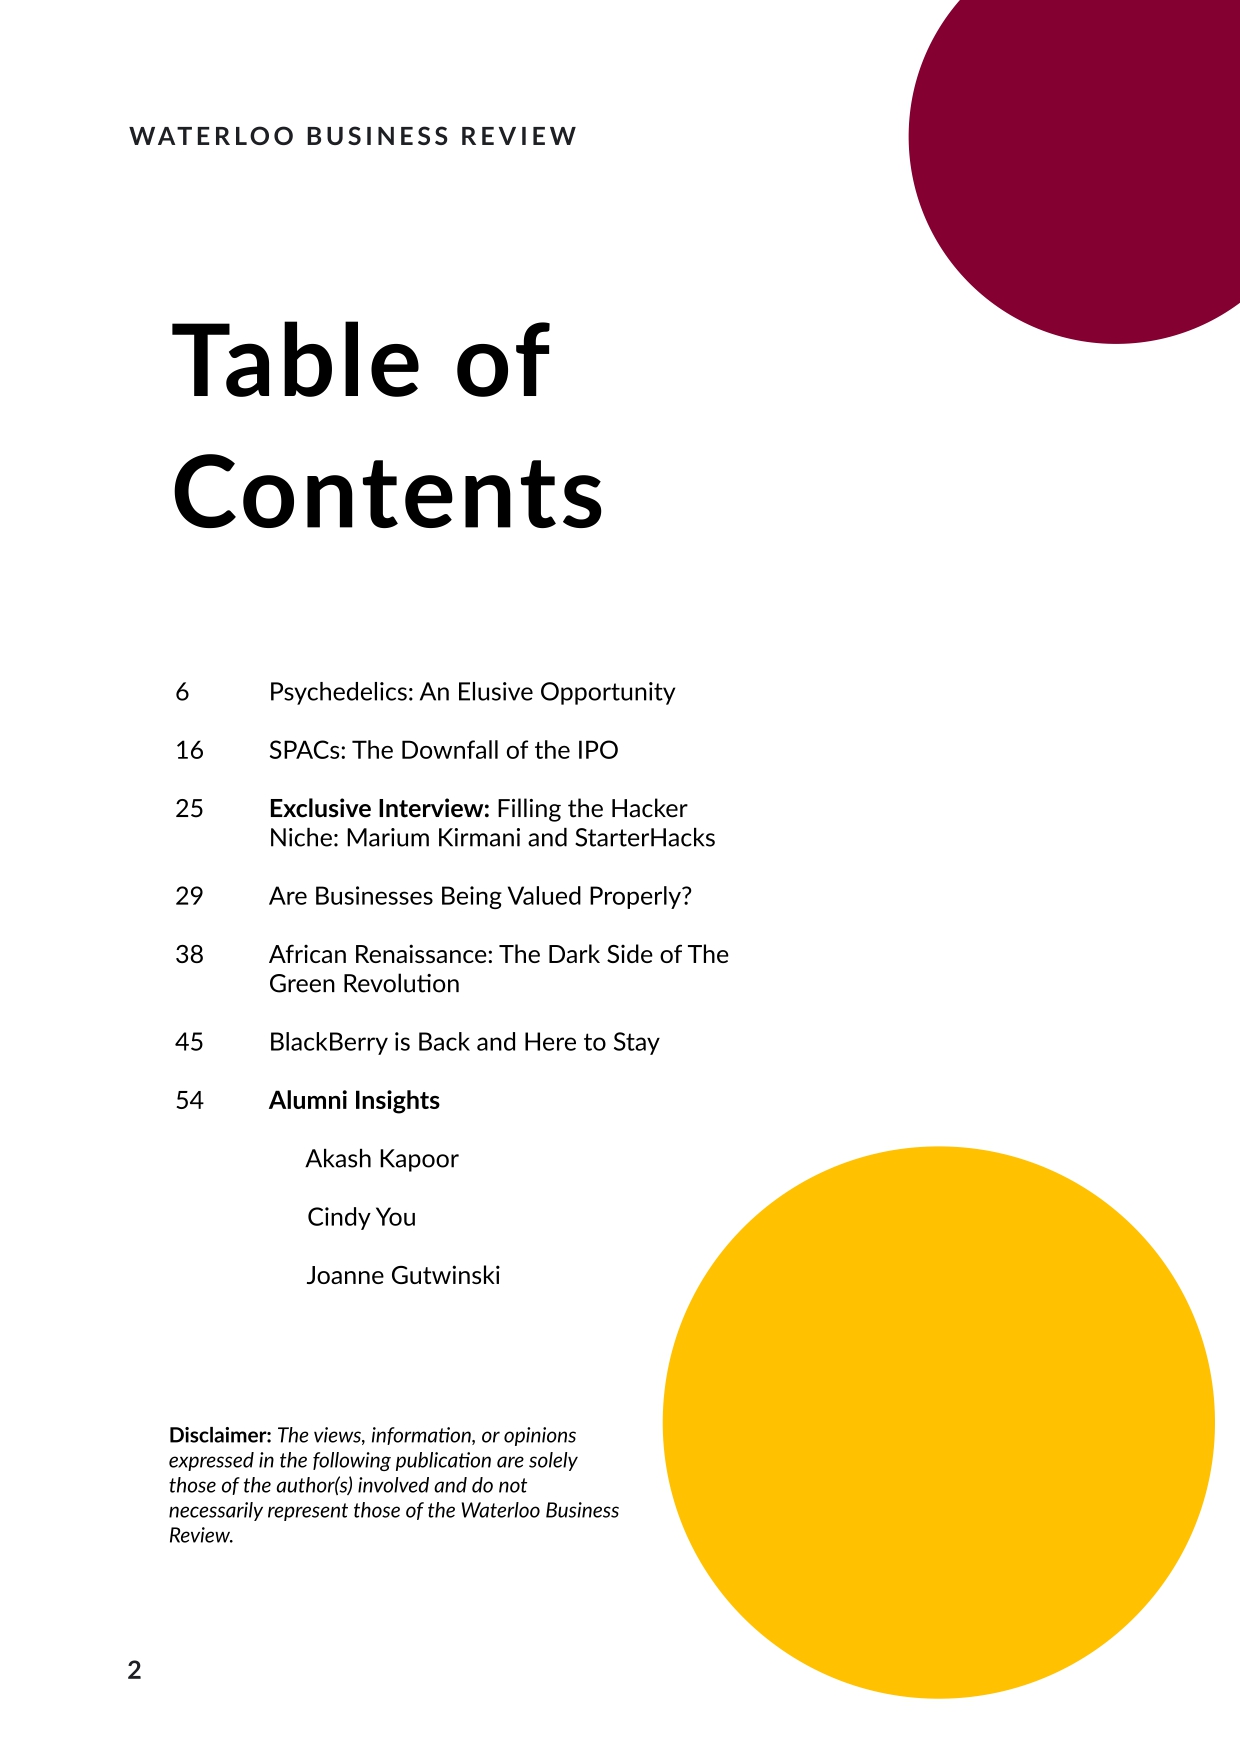 WATERLOO BUSINESS REVIEW
Table of
Contents
6 Psychedelics: An Elusive Opportunity
16 SPACs: The Downfall of the IPO
25 Exclusive Interview: Filling the Hacker
Niche: Marium Kirmani and StarterHacks
29 Are Businesses Being Valued Properly?
38 African Renaissance: The Dark Side of The
Green Revolution
45 BlackBerry is Back and Here to Stay
54 Alumni Insights
Akash Kapoor
Cindy You
Joanne Gutwinski
Disclaimer: The views, information, or opinions
expressed in the following publication are solely
those of the author(s) involved and do not
necessarily represent those of the Waterloo Business
Review.
2